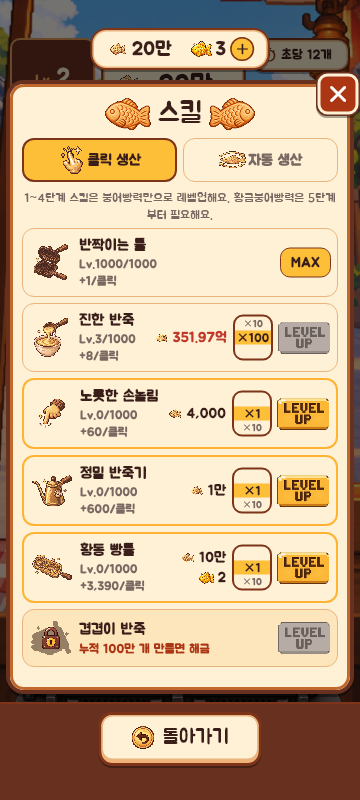 20만 3 +
초당 12개
2
스킬
클릭 생산
자동 생산
1~4단계 스킬은 붕어빵력만으로 레벨업해요. 황금붕어빵력은 5단계
부터 필요해요.
반짝이는 틀
Lv.1000/1000
+1/클릭
MAX
진한 반죽
Lv.3/1000
+8/클릭
351.97억
×10
×100
LEVEL
UP
노릇한 손놀림
Lv.0/1000
+60/클릭
4,000
×1
×10
LEVEL
UP
정밀 반죽기
Lv.0/1000
+600/클릭
1만
×1
×10
LEVEL
UP
황동 빵틀
Lv.0/1000
+3,390/클릭
10만
2
×1
×10
LEVEL
UP
겹겹이 반죽
누적 100만 개 만들면 해금
LEVEL
UP
돌아가기